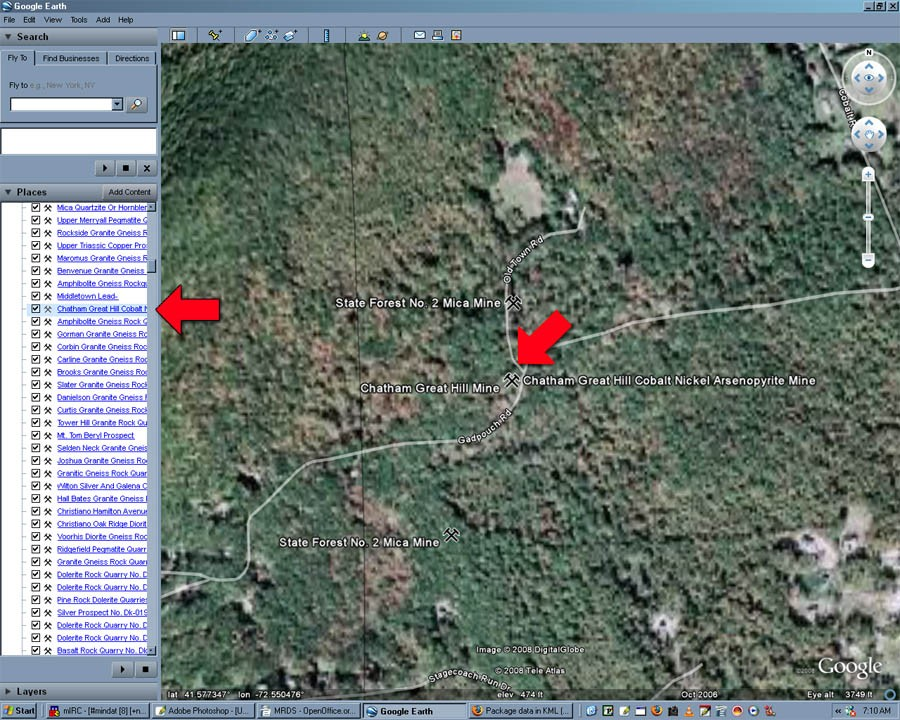 Google Earth
File Edit View Tools Add Help
Search
Fly To Find Businesses Directions
Fly to e.g., New York, NY
Places Add Content
Mica Quartzite Or Hornbler
Upper Merryall Pegmatite Q
Rockside Granite Gneiss R
Upper Triassic Copper Pro
Maromus Granite Gneiss
Benvenue Granite Gneiss
Amphibolite Gneiss Rockqu
Middletown Lead-
Chatham Great Hill Cobalt N
Amphibolite Gneiss Rock Q
Gorman Granite Gneiss R
Corbin Granite Gneiss Roc
Carline Granite Gneiss Roc
Brooks Granite Gneiss Roc
Slater Granite Gneiss Rock
Danielson Granite Gneiss R
Curtis Granite Gneiss Rock
Tower Hill Granite Rock Qu
Mt. Tom Beryl Prospect
Selden Neck Granite Gneis
Joshua Granite Gneiss Roc
Granitic Gneiss Rock Quar
Wilton Silver And Galena C
Hall Bates Granite Gneiss
Christiano Hamilton Avenue
Christiano Oak Ridge Diorit
Voorhis Diorite Gneiss Roc
Ridgefield Pegmatite Quarr
Granite Gneiss Rock Quar
Dolerite Rock Quarry No. D
Dolerite Rock Quarry No. D
Pine Rock Dolerite Quarries
Silver Prospect No. Dk-019
Dolerite Rock Quarry No. D
Dolerite Rock Quarry No. D
Basalt Rock Quarry No. Dk
Layers
N
Cobalt R
Old Town Rd
State Forest No. 2 Mica Mine
Chatham Great Hill Mine
Chatham Great Hill Cobalt Nickel Arsenopyrite Mine
Gadpouch Rd
State Forest No. 2 Mica Mine
Stagecoach Run Dr
Image © 2008 DigitalGlobe
© 2008 Tele Atlas
©2008 Google
lat 41.577347° lon -72.550476° elev 474 ft Oct 2006 Eye alt 3749 ft
Start mIRC - [#mindat [8] [+n... Adobe Photoshop - [U... MRDS - OpenOffice.or... Google Earth Package data in KML (... 7:10 AM